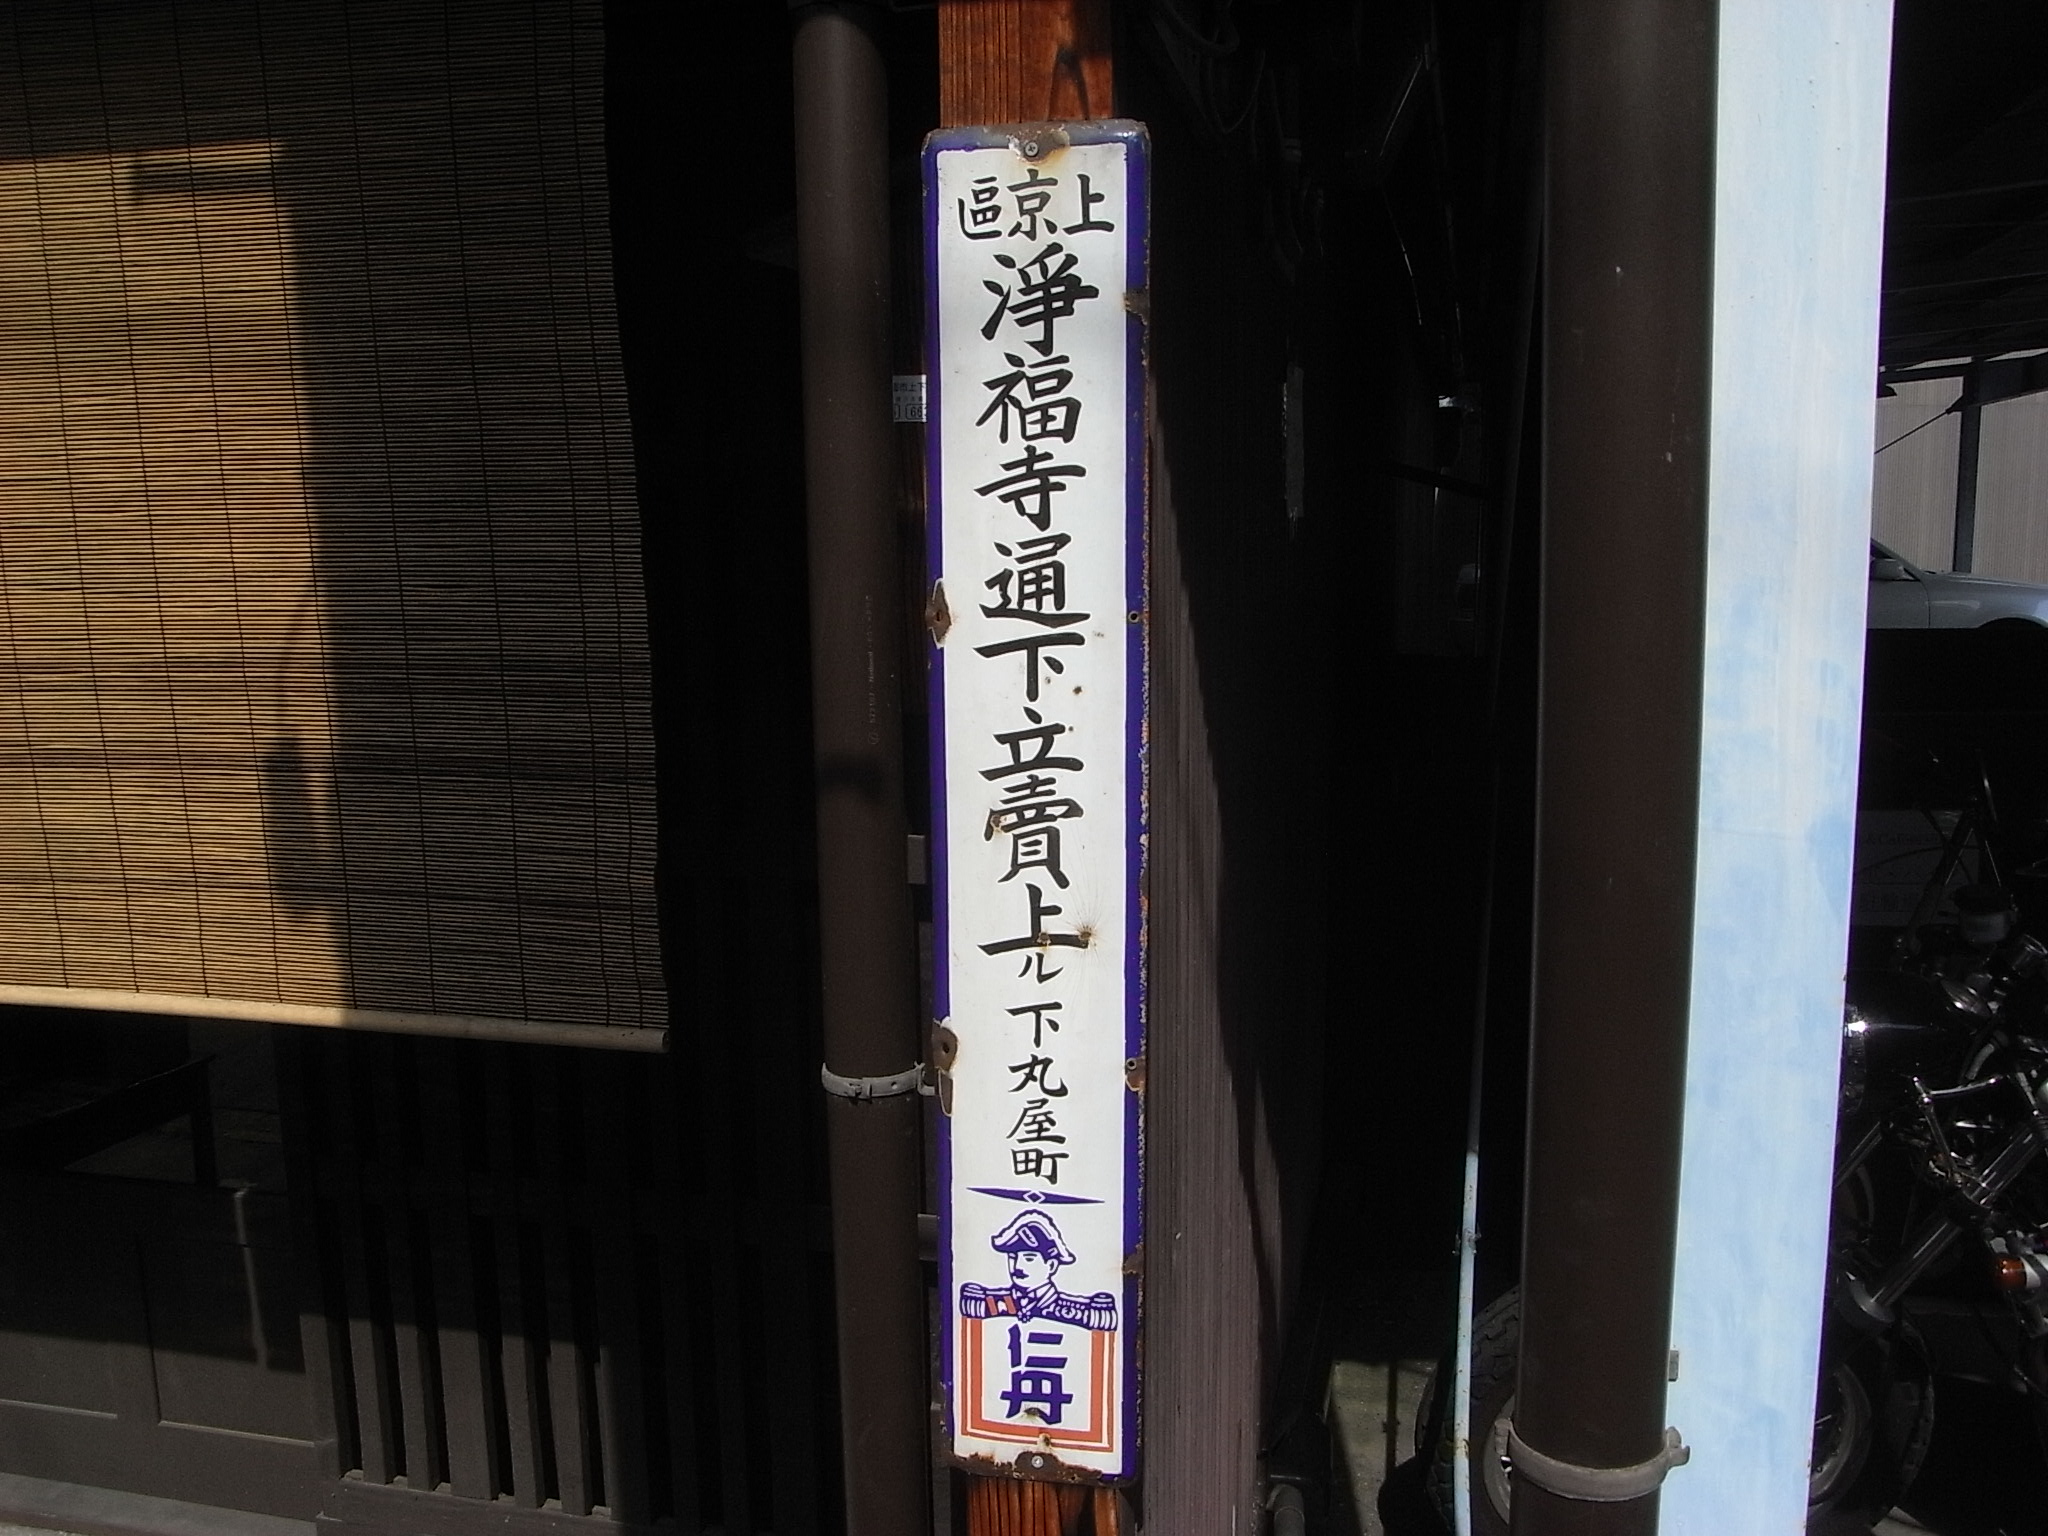 上京區
淨福寺通下立賣上ル
下丸屋町
仁丹